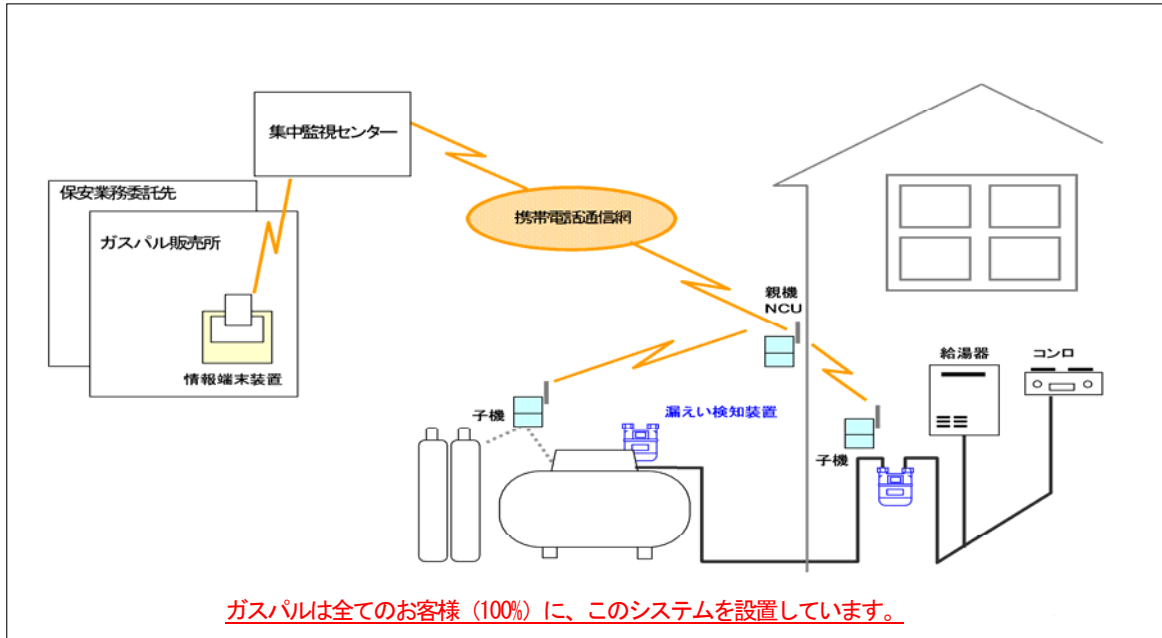 集中監視センター
保安業務委託先
ガスパル販売所
情報端末装置
携帯電話通信網
親機
NCU
給湯器
コンロ
子機
漏えい検知装置
子機
ガスパルは全てのお客様（100%）に、このシステムを設置しています。